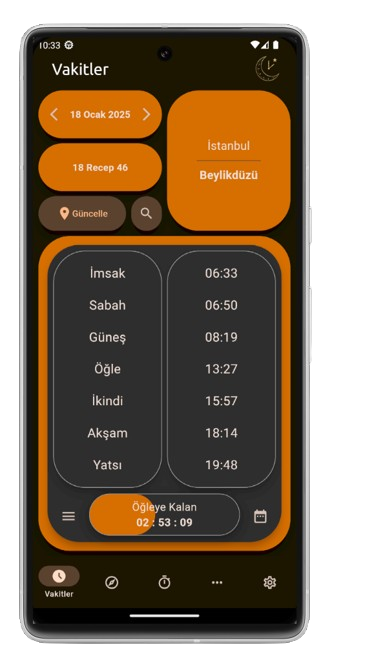 10:33
Vakitler
18 Ocak 2025
İstanbul
18 Recep 46
Beylikdüzü
Güncelle
İmsak 06:33
Sabah 06:50
Güneş 08:19
Öğle 13:27
İkindi 15:57
Akşam 18:14
Yatsı 19:48
Öğleye Kalan
02 : 53 : 09
Vakitler